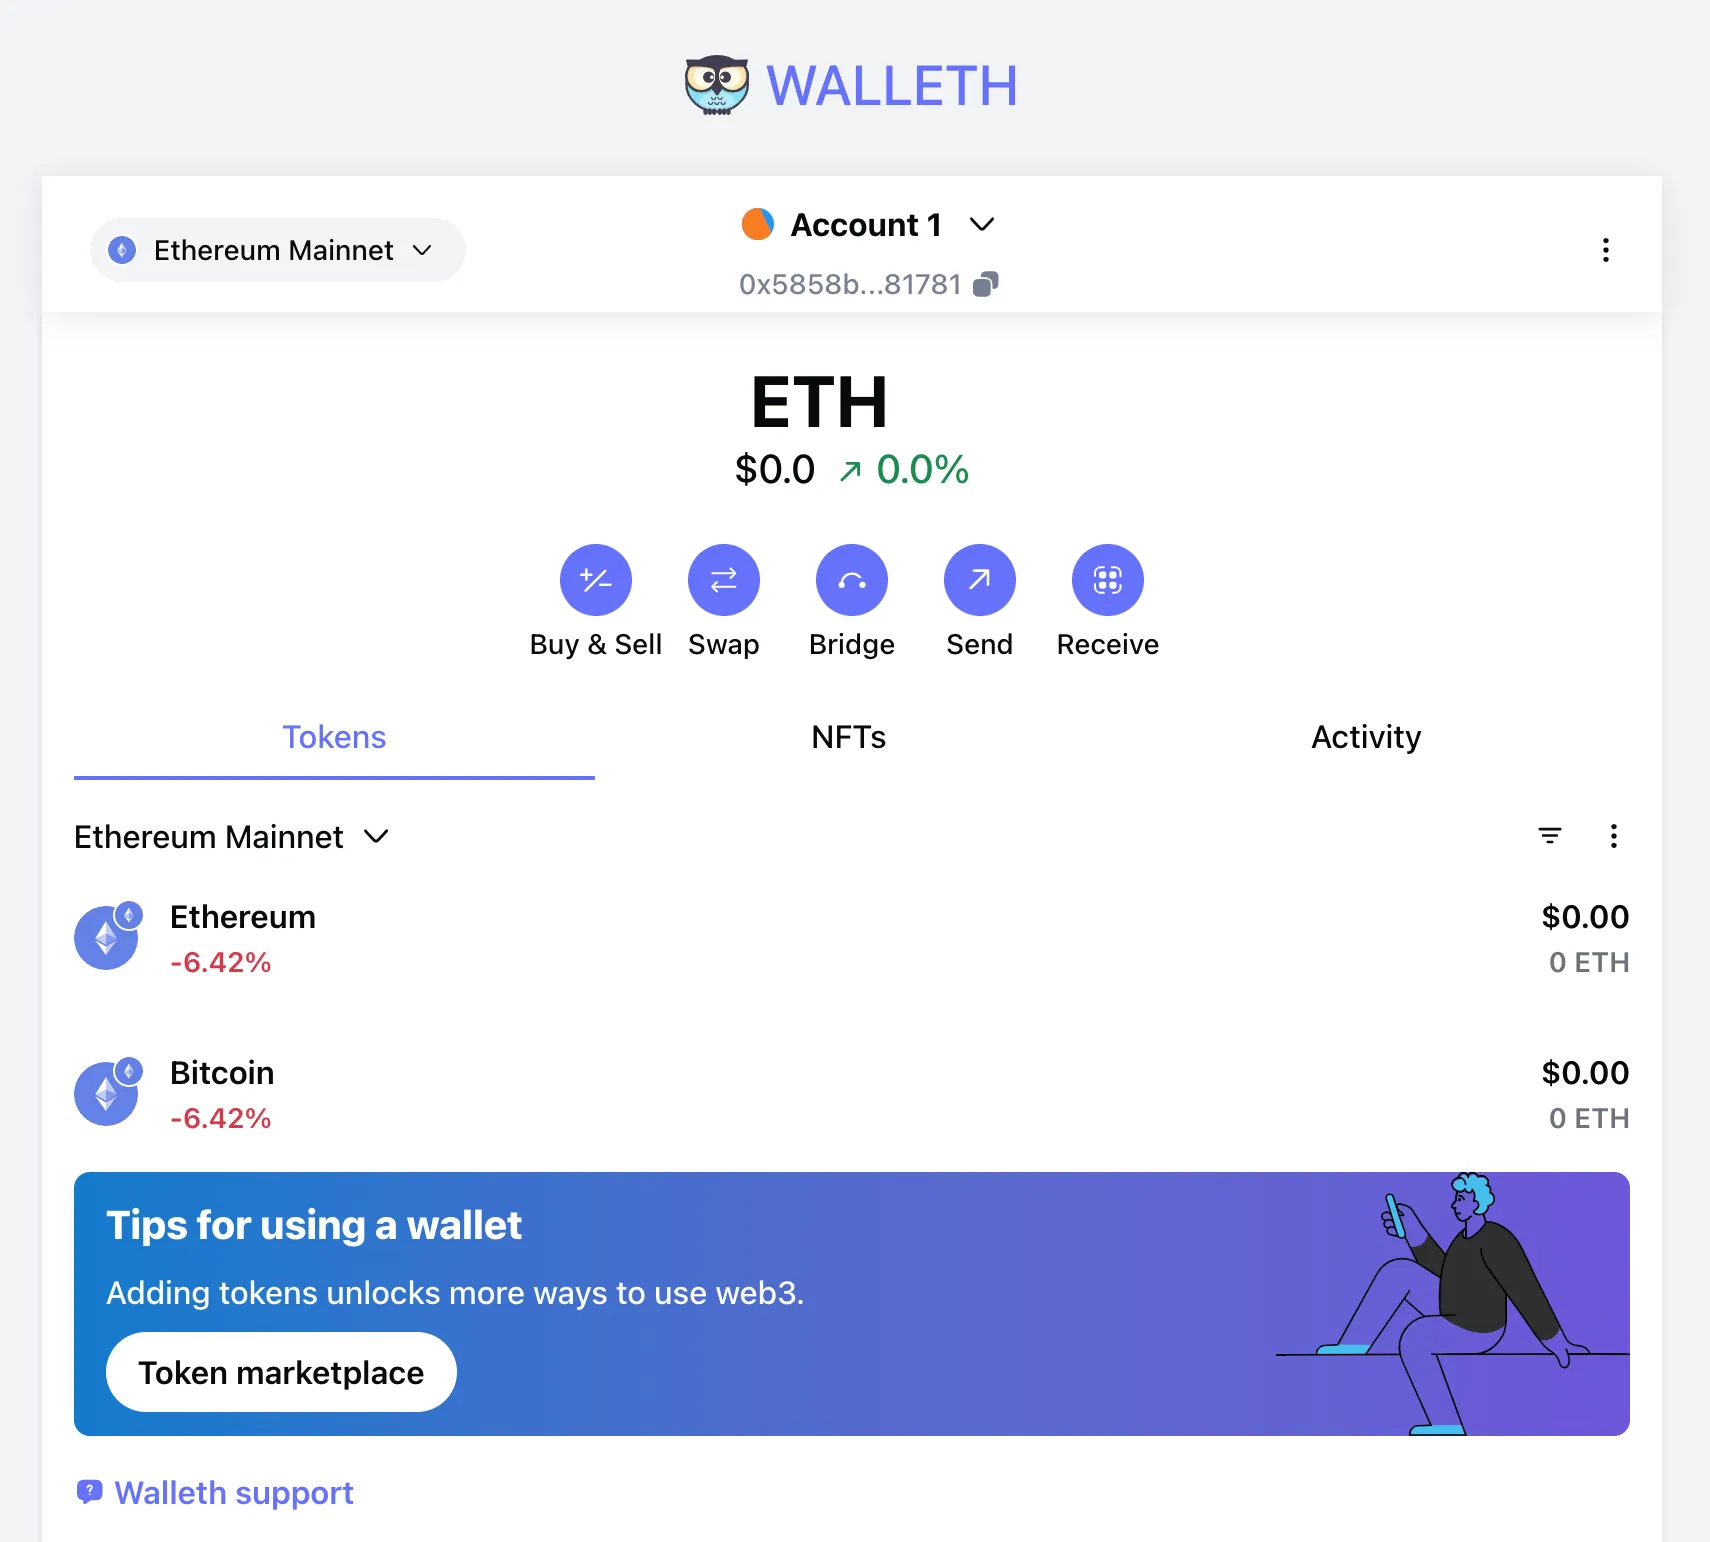 WALLETH
Ethereum Mainnet
Account 1
0x5858b...81781
ETH
$0.0 0.0%
Buy & Sell Swap Bridge Send Receive
Tokens NFTs Activity
Ethereum Mainnet
Ethereum $0.00
-6.42% 0 ETH
Bitcoin $0.00
-6.42% 0 ETH
Tips for using a wallet
Adding tokens unlocks more ways to use web3.
Token marketplace
Walleth support